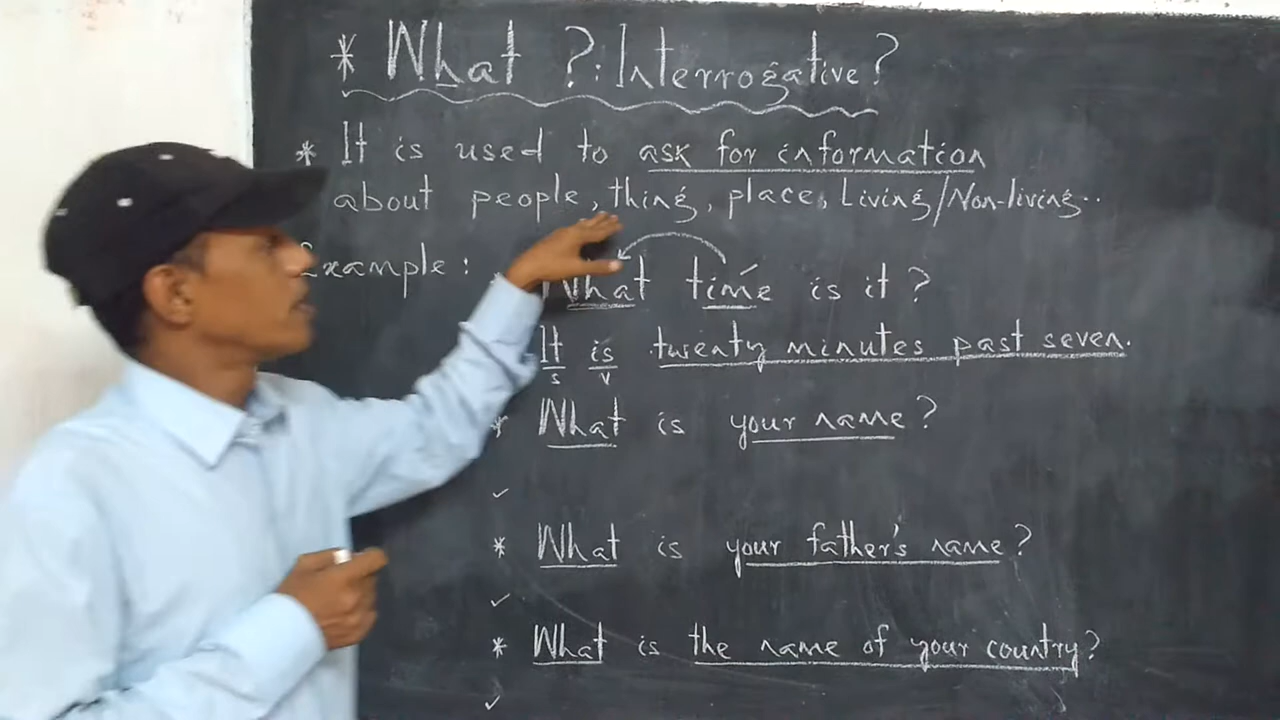 * What ? : Interrogative ?
* It is used to ask for information
about people, thing, place, Living/Non-living..
Example :
What time is it ?
It is twenty minutes past seven.
s v
* What is your name ?
* What is your father's name ?
* What is the name of your country ?